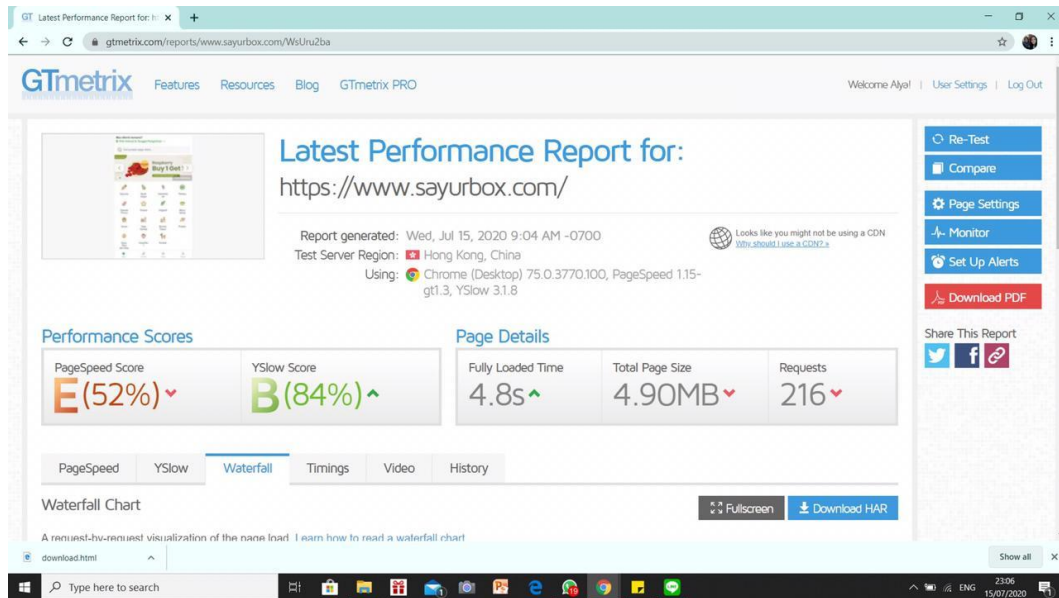 GT Latest Performance Report for: h
gtmetrix.com/reports/www.sayurbox.com/WsUru2ba
GTmetrix Features Resources Blog GTmetrix PRO
Welcome Alya! | User Settings | Log Out
Buy 1 Get 1
Latest Performance Report for:
https://www.sayurbox.com/
Report generated: Wed, Jul 15, 2020 9:04 AM -0700
Test Server Region: Hong Kong, China
Using: Chrome (Desktop) 75.0.3770.100, PageSpeed 1.15-
gt1.3, YSlow 3.1.8
Looks like you might not be using a CDN
Why should I use a CDN? »
Re-Test
Compare
Page Settings
Monitor
Set Up Alerts
Download PDF
Share This Report
Performance Scores
PageSpeed Score
E (52%)
YSlow Score
B (84%)
Page Details
Fully Loaded Time
4.8s
Total Page Size
4.90MB
Requests
216
PageSpeed YSlow Waterfall Timings Video History
Waterfall Chart
Fullscreen Download HAR
A request-by-request visualization of the page load. Learn how to read a waterfall chart
download.html
Show all
Type here to search
ENG
23:06
15/07/2020